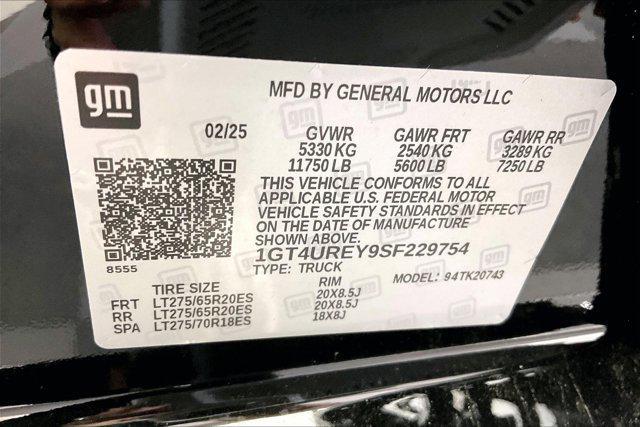 gm
MFD BY GENERAL MOTORS LLC
02/25 GVWR GAWR FRT GAWR RR
5330 KG 2540 KG 3289 KG
11750 LB 5600 LB 7250 LB
THIS VEHICLE CONFORMS TO ALL
APPLICABLE U.S. FEDERAL MOTOR
VEHICLE SAFETY STANDARDS IN EFFECT
ON THE DATE OF MANUFACTURE
SHOWN ABOVE.
1GT4UREY9SF229754
8555 TYPE: TRUCK MODEL: 94TK20743
TIRE SIZE RIM
FRT LT275/65R20ES 20X8.5J
RR LT275/65R20ES 20X8.5J
SPA LT275/70R18ES 18X8J